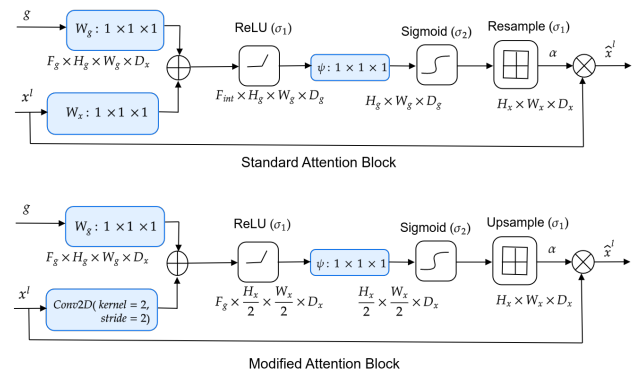 g
W_g : 1 × 1 × 1
F_g × H_g × W_g × D_x
x^l
W_x : 1 × 1 × 1
ReLU (σ_1)
F_int × H_g × W_g × D_g
ψ : 1 × 1 × 1
H_g × W_g × D_g
Sigmoid (σ_2)
Resample (σ_1)
H_x × W_x × D_x
α
x̂^l
Standard Attention Block
g
W_g : 1 × 1 × 1
F_g × H_g × W_g × D_x
x^l
Conv2D( kernel = 2,
stride = 2)
ReLU (σ_1)
F_g × H_x/2 × W_x/2 × D_x
ψ : 1 × 1 × 1
H_x/2 × W_x/2 × D_x
Sigmoid (σ_2)
Upsample (σ_1)
H_x × W_x × D_x
α
x̂^l
Modified Attention Block